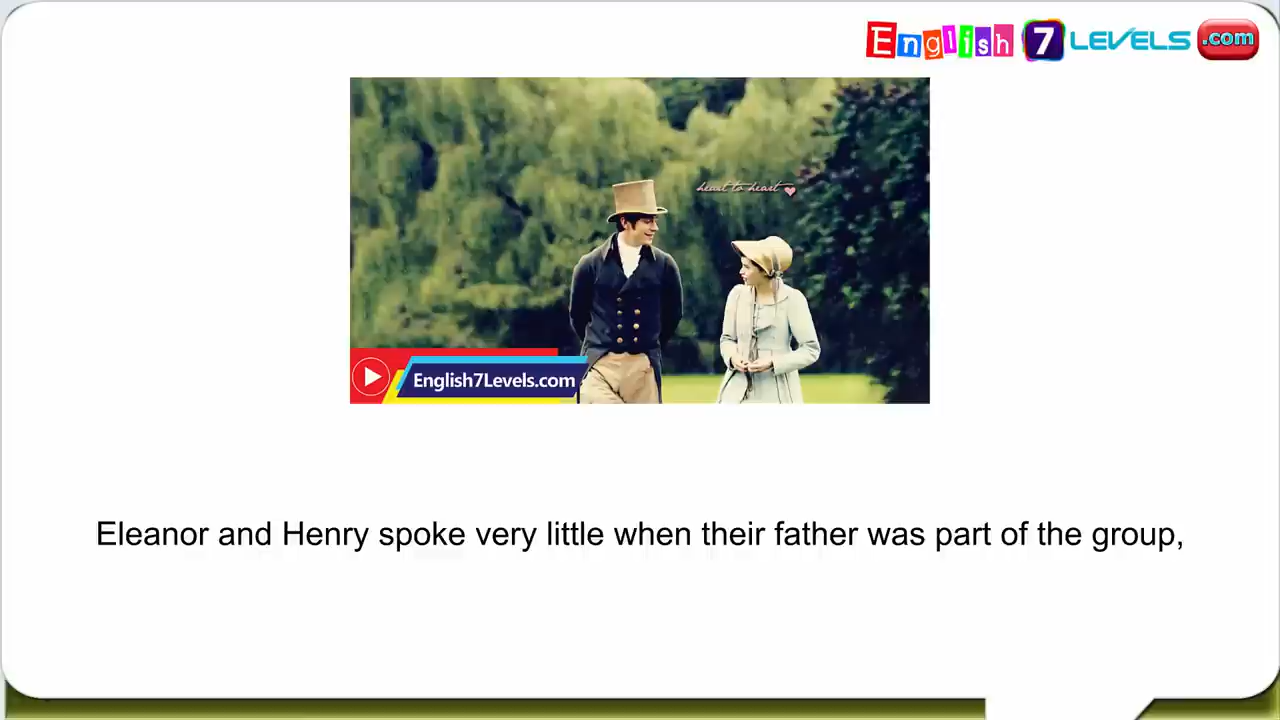 English 7 LEVELS .com
heart to heart
English7Levels.com
Eleanor and Henry spoke very little when their father was part of the group,